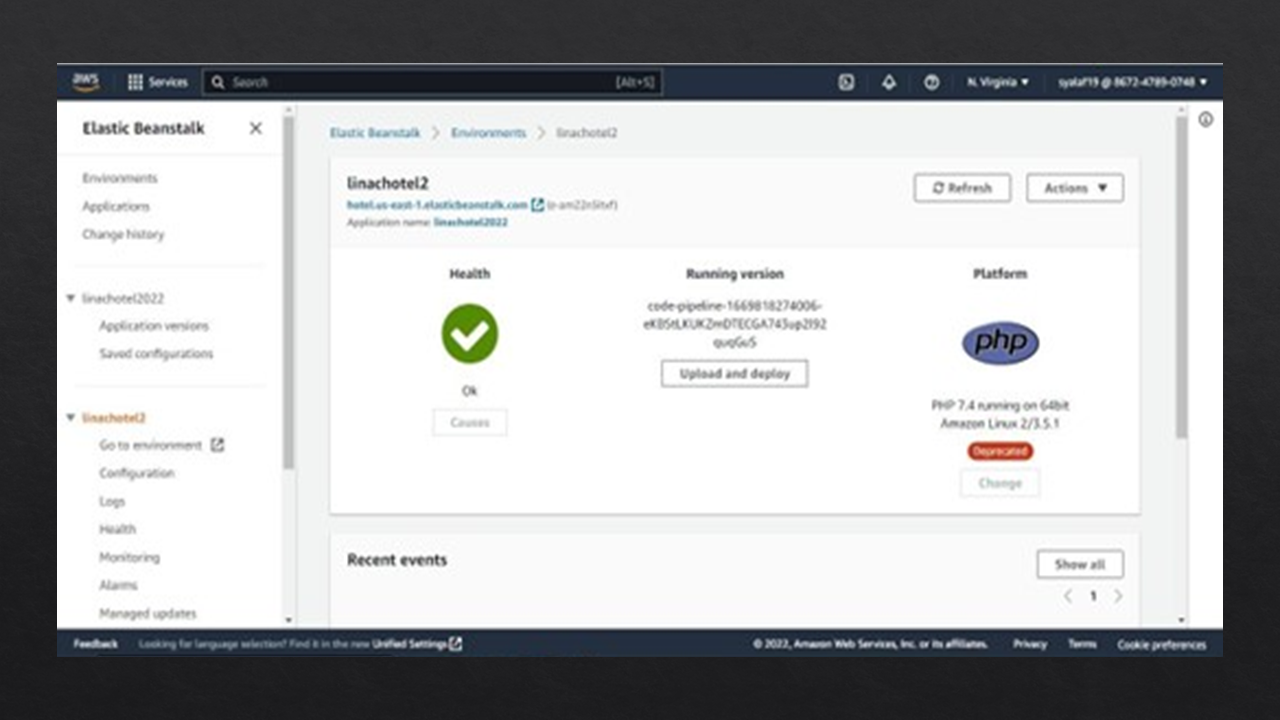 aws
Services
Search
[Alt+S]
N. Virginia
syalaf19 @ 8672-4789-0748
Elastic Beanstalk
Environments
Applications
Change history
linachotel2022
Application versions
Saved configurations
linachotel2
Go to environment
Configuration
Logs
Health
Monitoring
Alarms
Managed updates
Elastic Beanstalk > Environments > linachotel2
linachotel2
Refresh
Actions
hotel.us-east-1.elasticbeanstalk.com
Application name: linachotel2022
Health
Ok
Causes
Running version
code-pipeline-1669818274006-
Upload and deploy
Platform
php
PHP 7.4 running on 64bit
Amazon Linux 2/3.5.1
Deprecated
Change
Recent events
Show all
< 1 >
Feedback
Looking for language selection? Find it in the new Unified Settings
© 2022, Amazon Web Services, Inc. or its affiliates.
Privacy
Terms
Cookie preferences